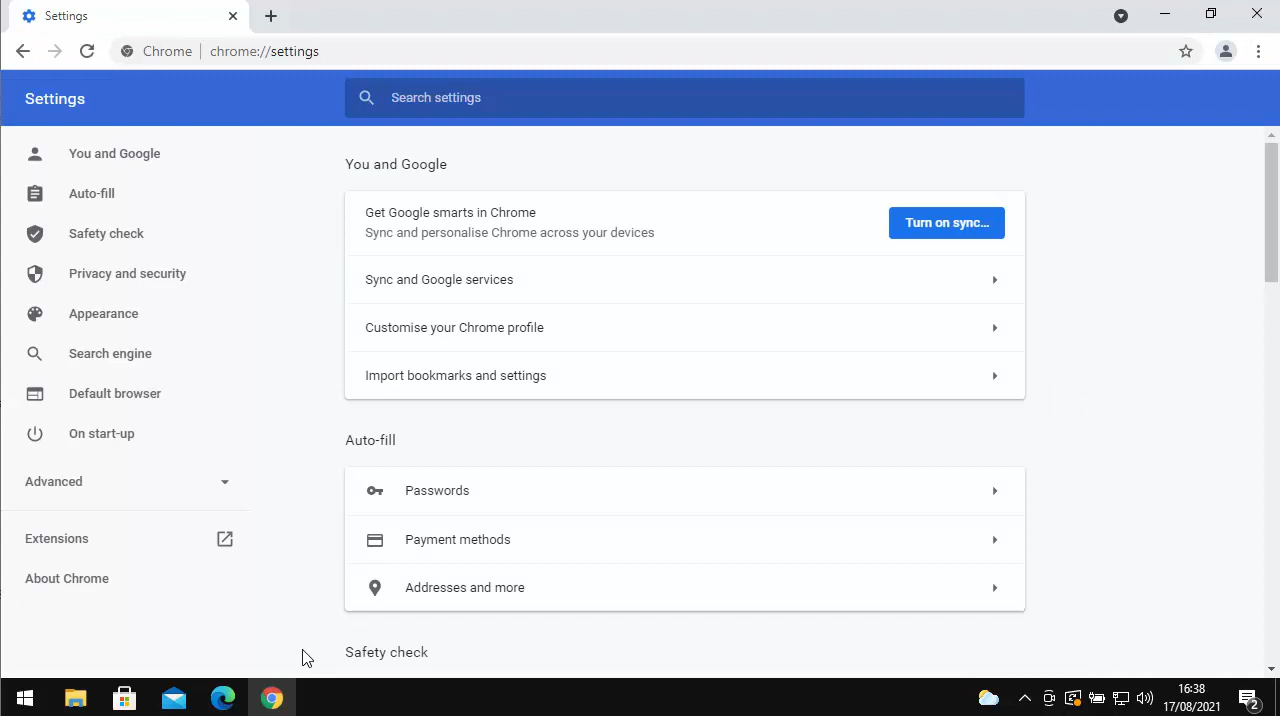 Settings
Chrome
chrome://settings
Settings
Search settings
You and Google
Auto-fill
Safety check
Privacy and security
Appearance
Search engine
Default browser
On start-up
Advanced
Extensions
About Chrome
You and Google
Get Google smarts in Chrome
Sync and personalise Chrome across your devices
Turn on sync...
Sync and Google services
Customise your Chrome profile
Import bookmarks and settings
Auto-fill
Passwords
Payment methods
Addresses and more
Safety check
16:38
17/08/2021
2